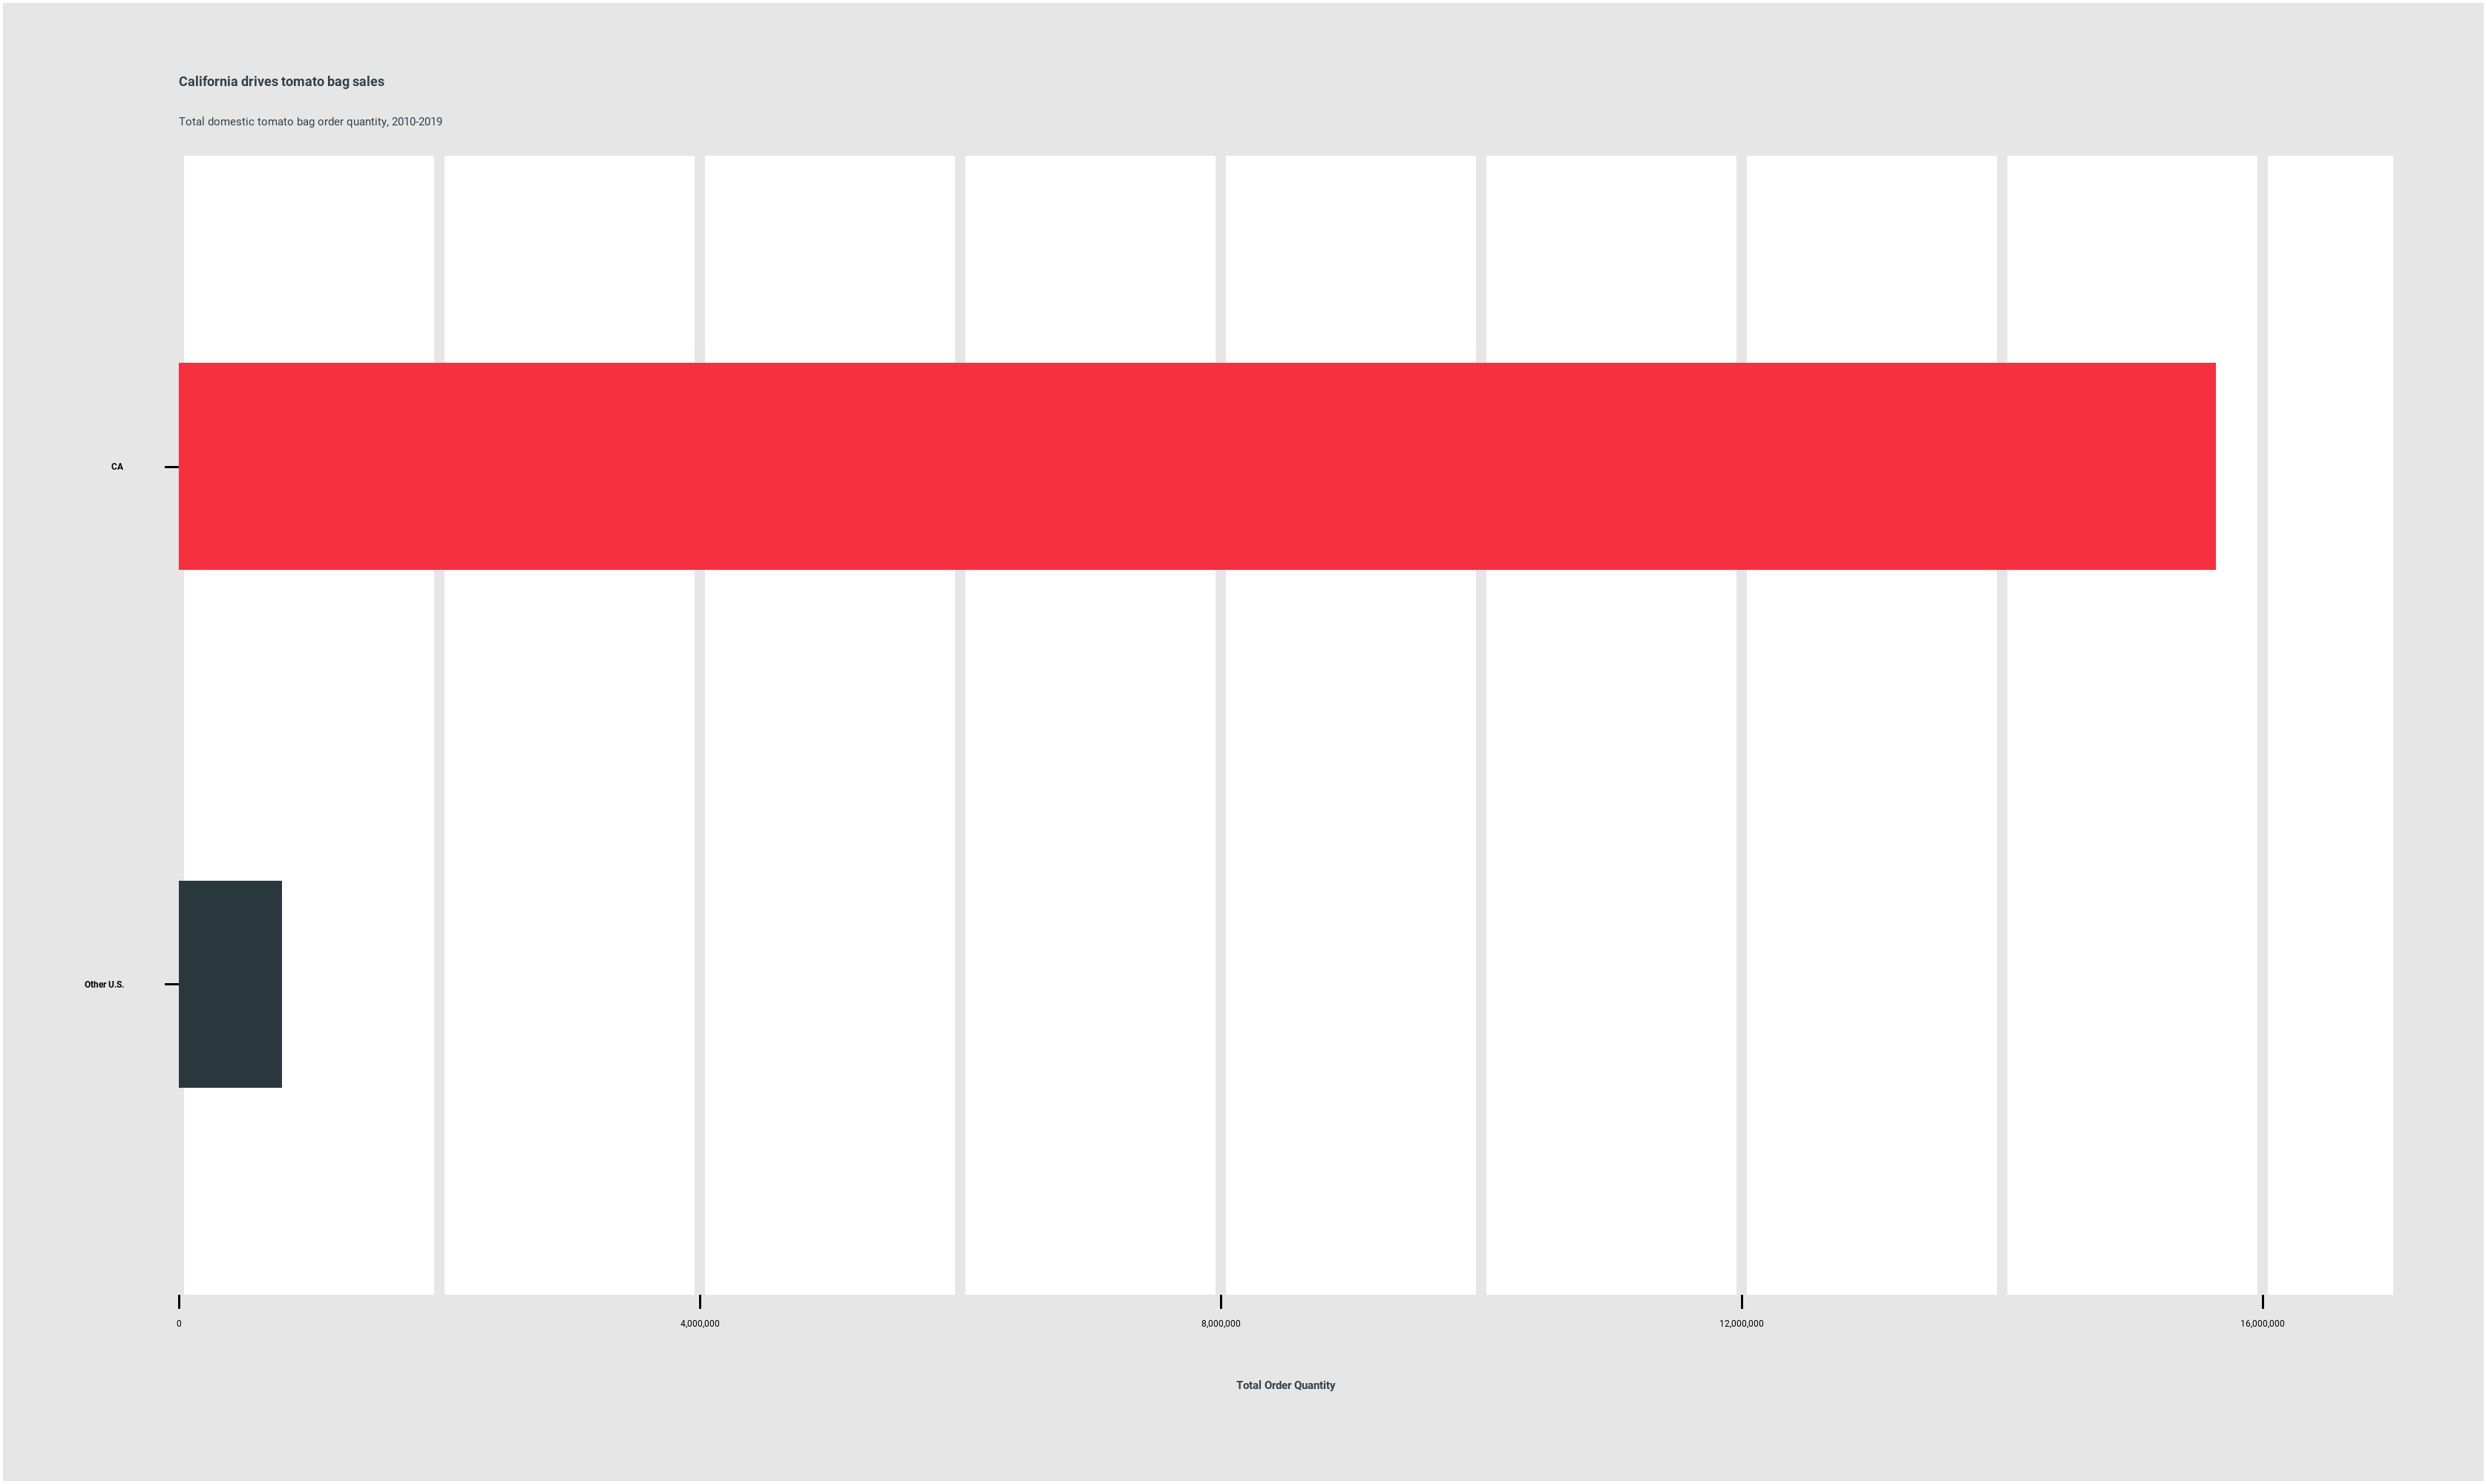 California drives tomato bag sales
Total domestic tomato bag order quantity, 2010-2019
CA
Other U.S.
0
4,000,000
8,000,000
12,000,000
16,000,000
Total Order Quantity